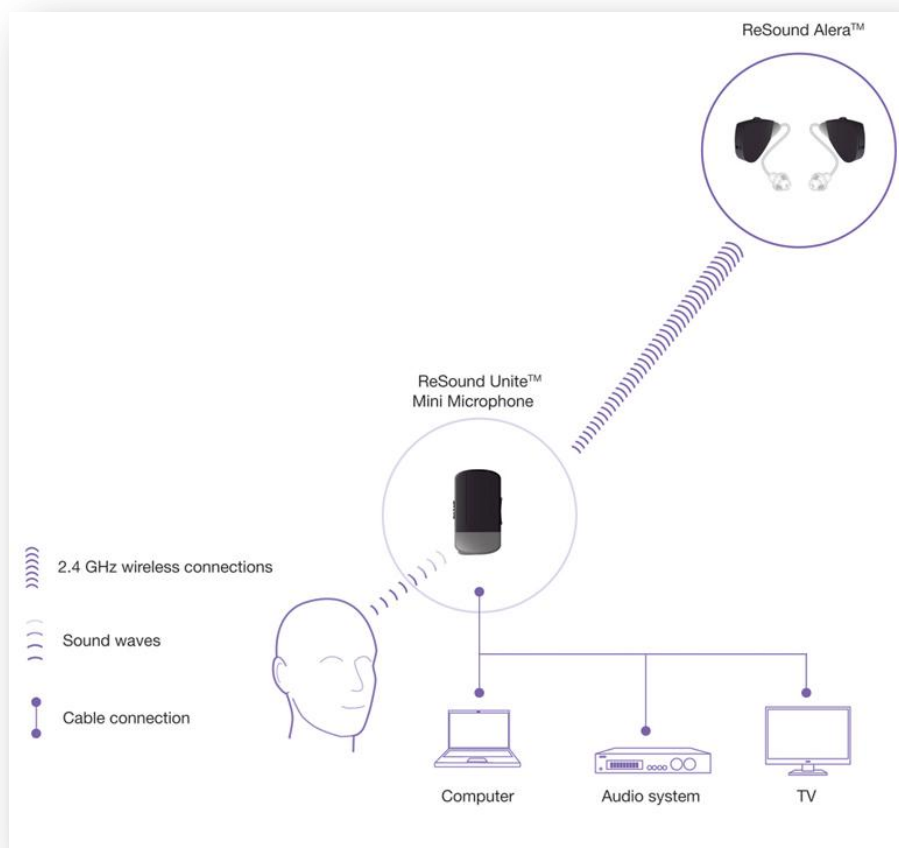 ReSound Alera™
ReSound Unite™
Mini Microphone
2.4 GHz wireless connections
Sound waves
Cable connection
Computer
Audio system
TV